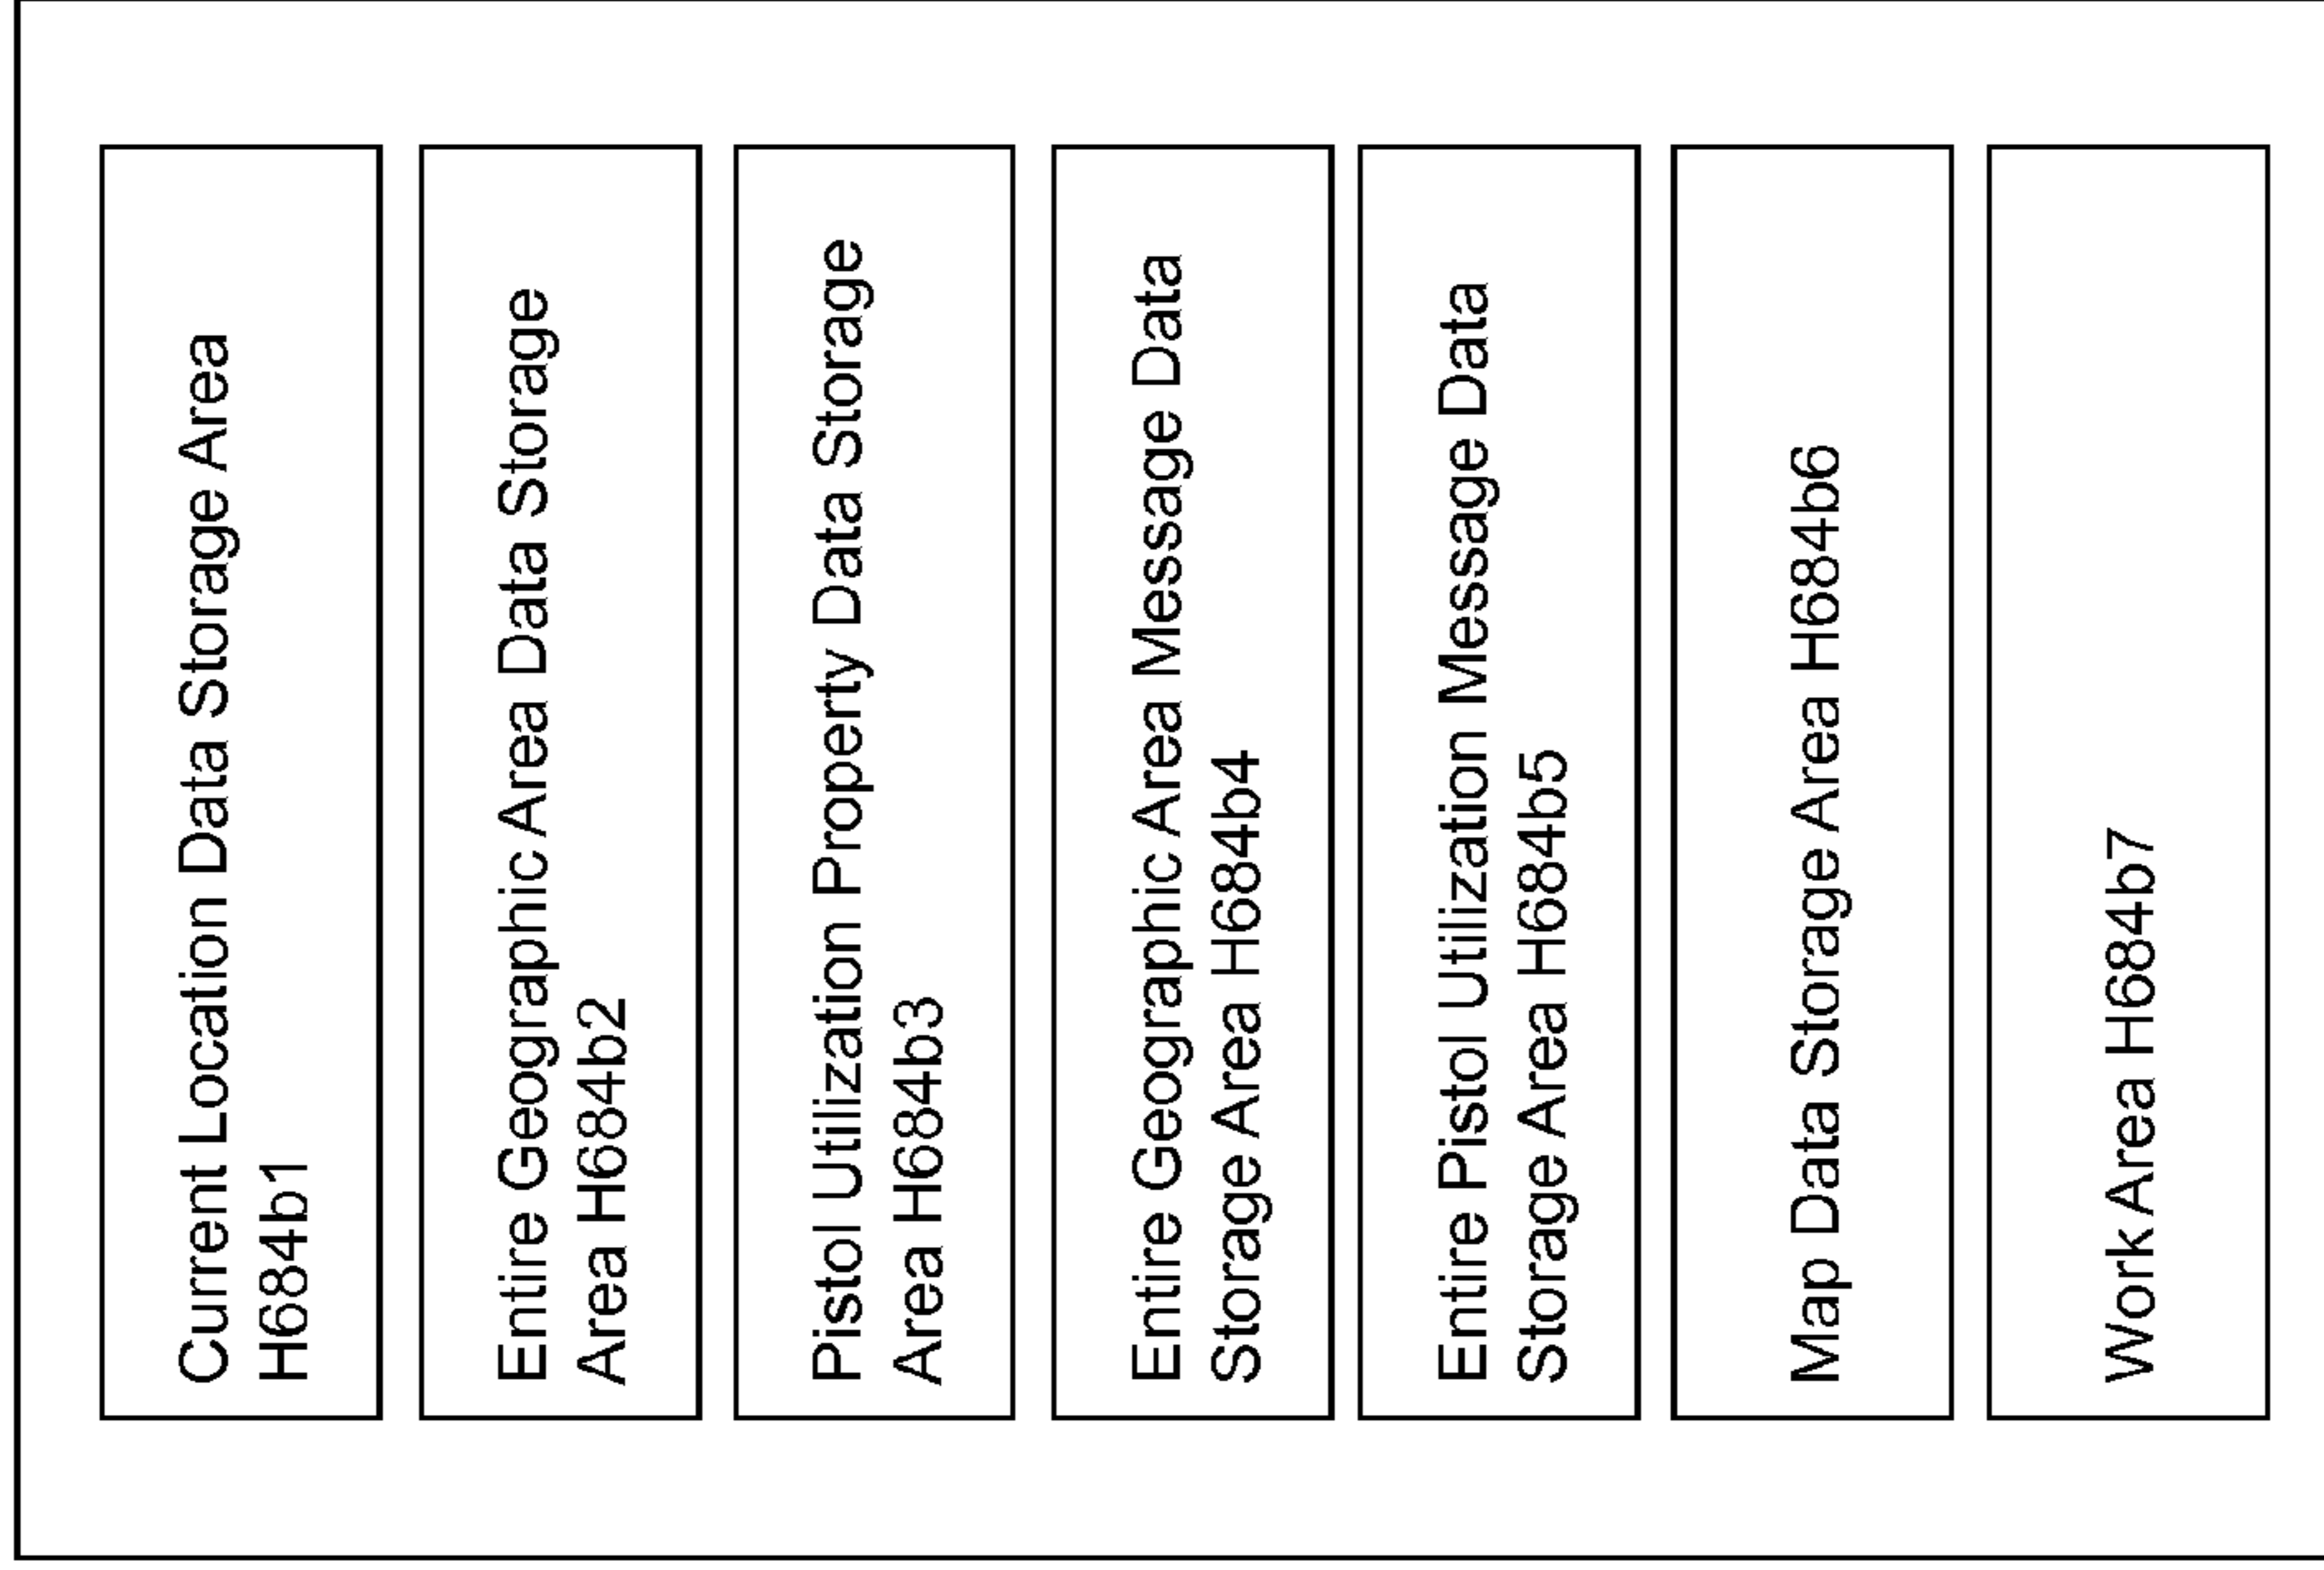 Current Location Data Storage Area
H684b1
Entire Geographic Area Data Storage
Area H684b2
Pistol Utilization Property Data Storage
Area H684b3
Entire Geographic Area Message Data
Storage Area H684b4
Entire Pistol Utilization Message Data
Storage Area H684b5
Map Data Storage Area H684b6
Work Area H684b7